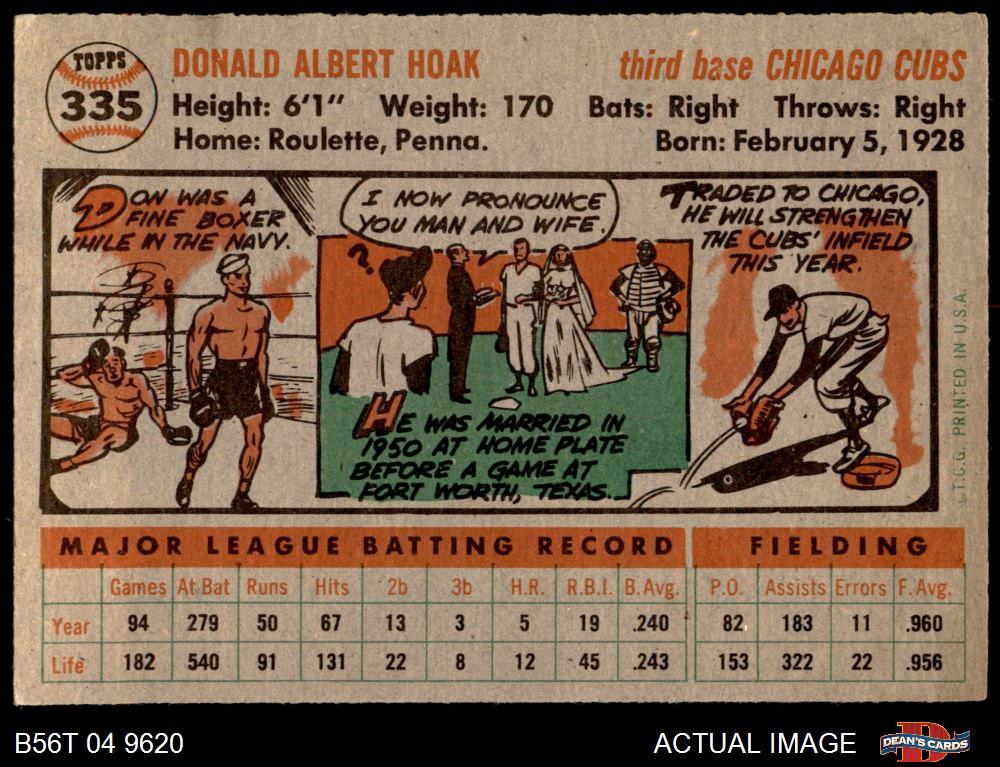 TOPPS
335
DONALD ALBERT HOAK
third base CHICAGO CUBS
Height: 6'1" Weight: 170 Bats: Right Throws: Right
Home: Roulette, Penna.
Born: February 5, 1928
DON WAS A
FINE BOXER
WHILE IN THE NAVY.
I NOW PRONOUNCE
YOU MAN AND WIFE.
?
HE WAS MARRIED IN
1950 AT HOME PLATE
BEFORE A GAME AT
FORT WORTH, TEXAS.
TRADED TO CHICAGO,
HE WILL STRENGTHEN
THE CUBS' INFIELD
THIS YEAR.
©T.C.G. PRINTED IN U.S.A.
MAJOR LEAGUE BATTING RECORD
FIELDING
Games At Bat Runs Hits 2b 3b H.R. R.B.I. B. Avg. P.O. Assists Errors F. Avg.
Year 94 279 50 67 13 3 5 19 .240 82 183 11 .960
Life 182 540 91 131 22 8 12 45 .243 153 322 22 .956
B56T 04 9620
ACTUAL IMAGE
D
DEAN'S CARDS